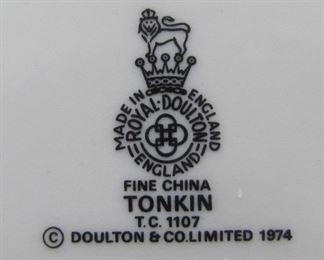 MADE IN ENGLAND
ROYAL·DOULTON
ENGLAND
FINE CHINA
TONKIN
T.C. 1107
© DOULTON & CO.LIMITED 1974